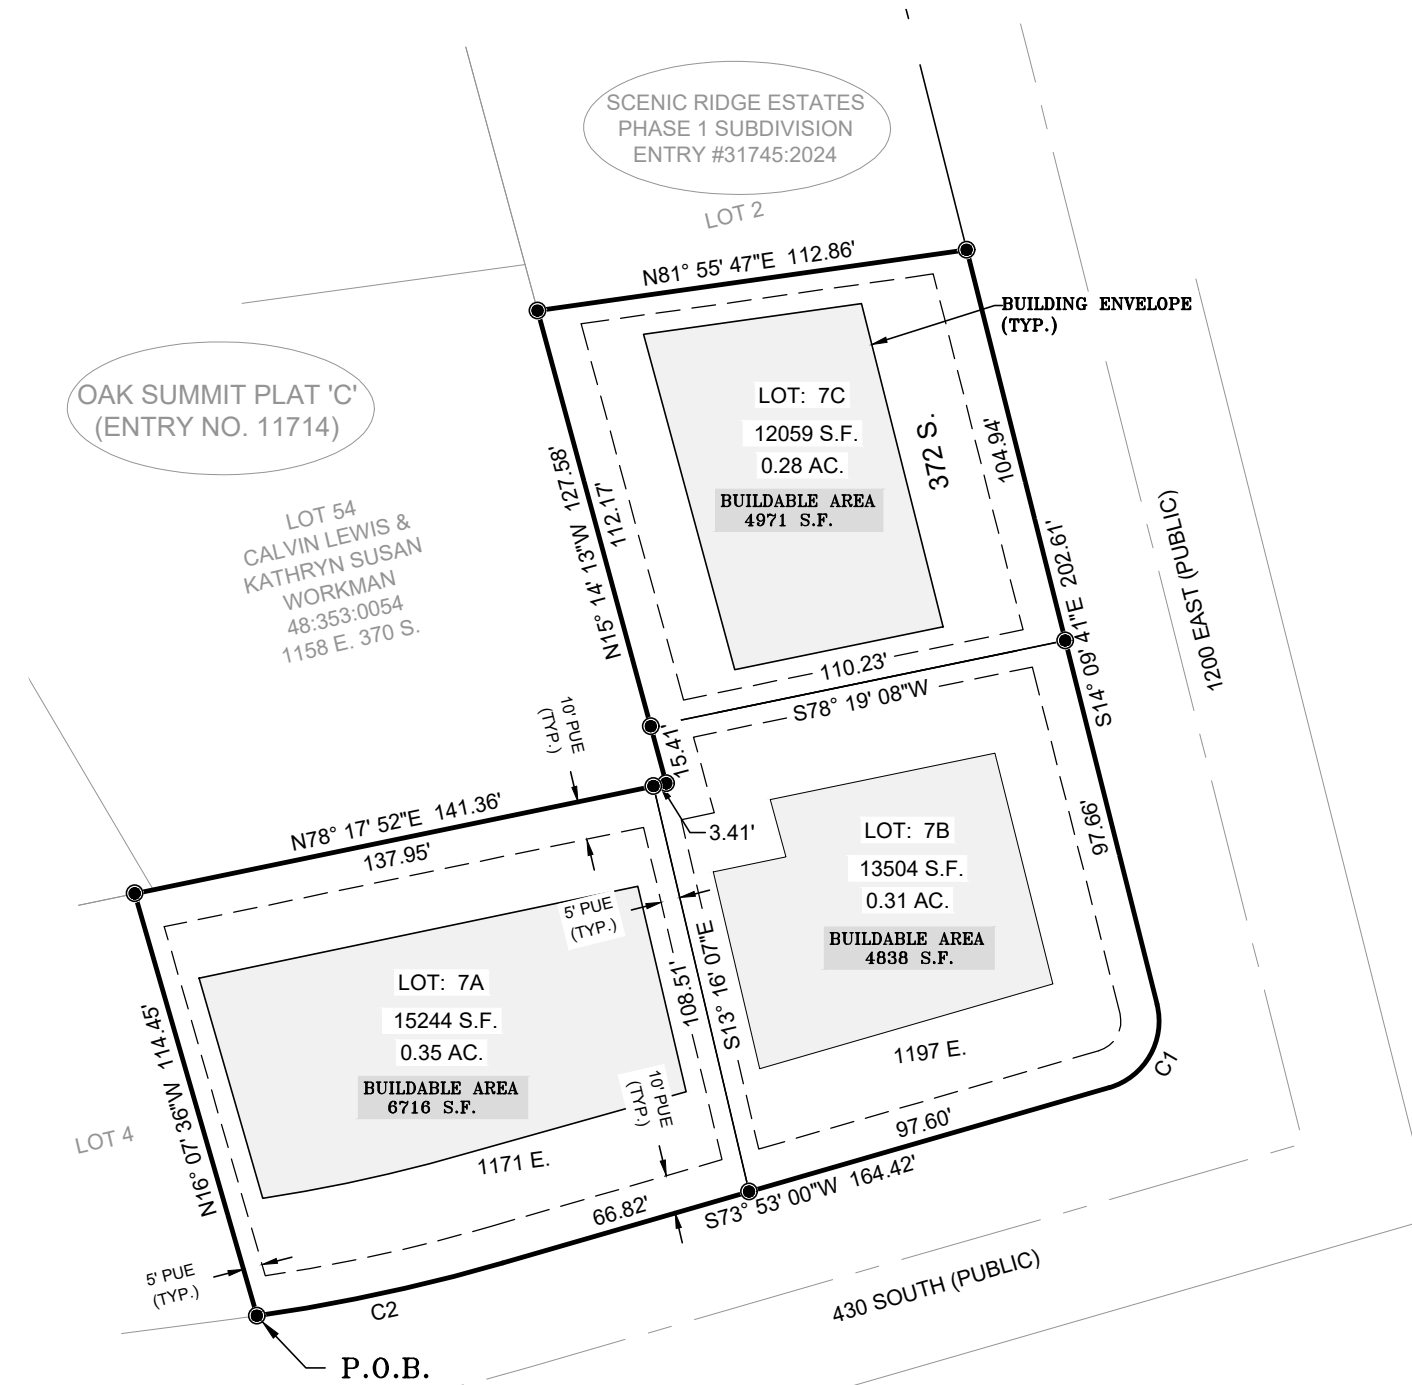 SCENIC RIDGE ESTATES
PHASE 1 SUBDIVISION
ENTRY #31745:2024
LOT 2
N81° 55' 47"E 112.86'
BUILDING ENVELOPE
(TYP.)
OAK SUMMIT PLAT 'C'
(ENTRY NO. 11714)
LOT 54
CALVIN LEWIS &
KATHRYN SUSAN
WORKMAN
48:353:0054
1158 E. 370 S.
N15° 14' 13"W 127.58'
112.17'
LOT: 7C
12059 S.F.
0.28 AC.
BUILDABLE AREA
4971 S.F.
372 S.
104.94'
S14° 09' 41"E 202.61'
1200 EAST (PUBLIC)
110.23'
S78° 19' 08"W
10' PUE
(TYP.)
15.41'
3.41'
N78° 17' 52"E 141.36'
137.95'
LOT: 7B
13504 S.F.
0.31 AC.
BUILDABLE AREA
4838 S.F.
97.66'
5' PUE
(TYP.)
108.51'
S13° 16' 07"E
LOT: 7A
15244 S.F.
0.35 AC.
BUILDABLE AREA
6716 S.F.
N16° 07' 36"W 114.45'
LOT 4
1197 E.
C1
10' PUE
(TYP.)
1171 E.
97.60'
66.82'
S73° 53' 00"W 164.42'
5' PUE
(TYP.)
C2
430 SOUTH (PUBLIC)
P.O.B.